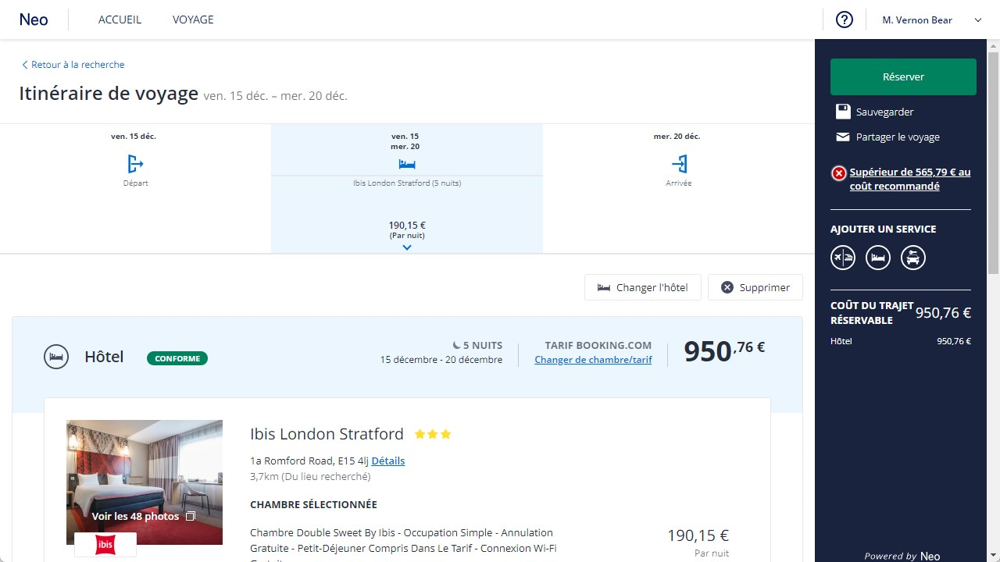 Neo
ACCUEIL
VOYAGE
M. Vernon Bear
Retour à la recherche
Itinéraire de voyage ven. 15 déc. – mer. 20 déc.
ven. 15 déc.
Départ
ven. 15
mer. 20
Ibis London Stratford (5 nuits)
190,15 €
(Par nuit)
mer. 20 déc.
Arrivée
Changer l'hôtel
Supprimer
Hôtel
CONFORME
5 NUITS
15 décembre - 20 décembre
TARIF BOOKING.COM
Changer de chambre/tarif
950,76 €
Voir les 48 photos
ibis
Ibis London Stratford
1a Romford Road, E15 4lj Détails
3,7km (Du lieu recherché)
CHAMBRE SÉLECTIONNÉE
Chambre Double Sweet By Ibis - Occupation Simple - Annulation
Gratuite - Petit-Déjeuner Compris Dans Le Tarif - Connexion Wi-Fi
190,15 €
Par nuit
Réserver
Sauvegarder
Partager le voyage
Supérieur de 565,79 € au
coût recommandé
AJOUTER UN SERVICE
COÛT DU TRAJET
RÉSERVABLE
950,76 €
Hôtel
950,76 €
Powered by Neo